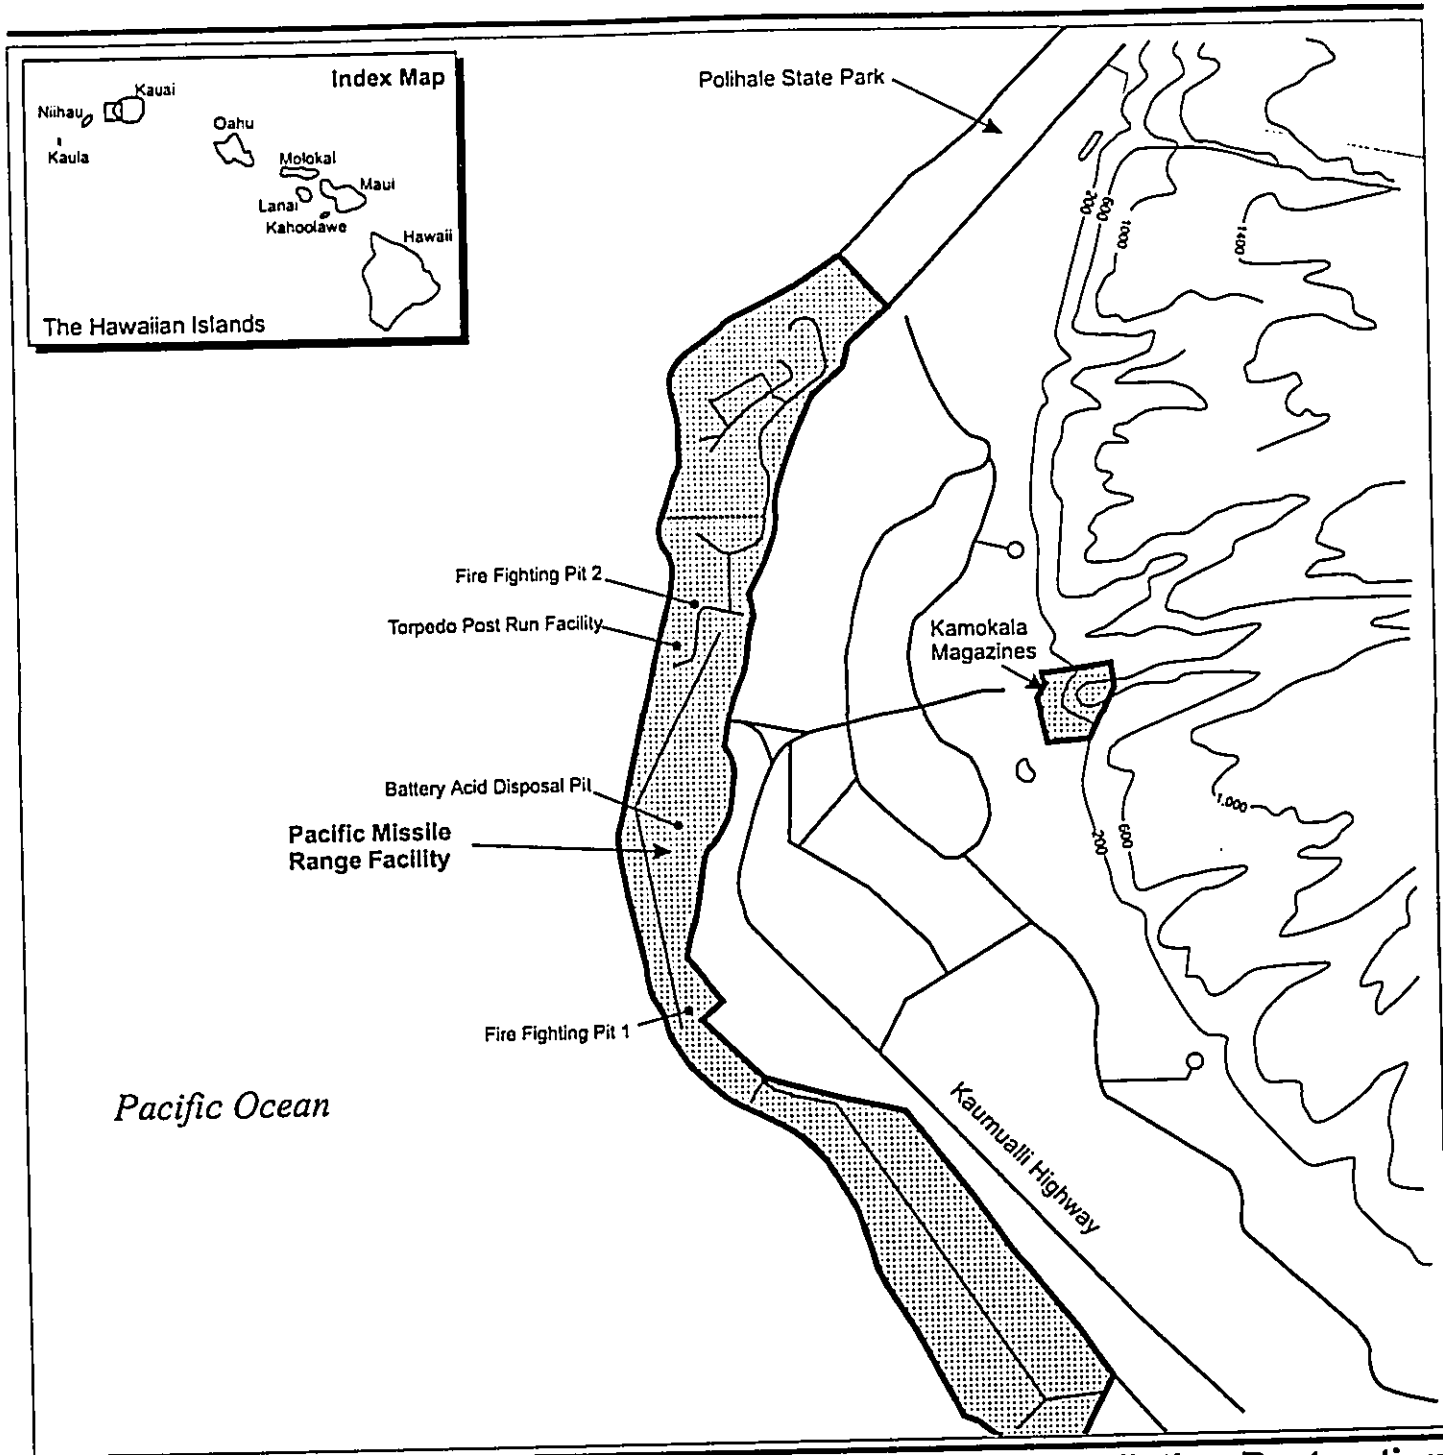 Index Map
Kauai
Niihau
Kaula
Oahu
Molokai
Maui
Lanai
Kahoolawe
Hawaii
The Hawaiian Islands
Polihale State Park
200
600
1000
1400
Fire Fighting Pit 2
Torpedo Post Run Facility
Kamokala
Magazines
Battery Acid Disposal Pit
Pacific Missile
Range Facility
1,000
200
600
Fire Fighting Pit 1
Pacific Ocean
Kaumualli Highway